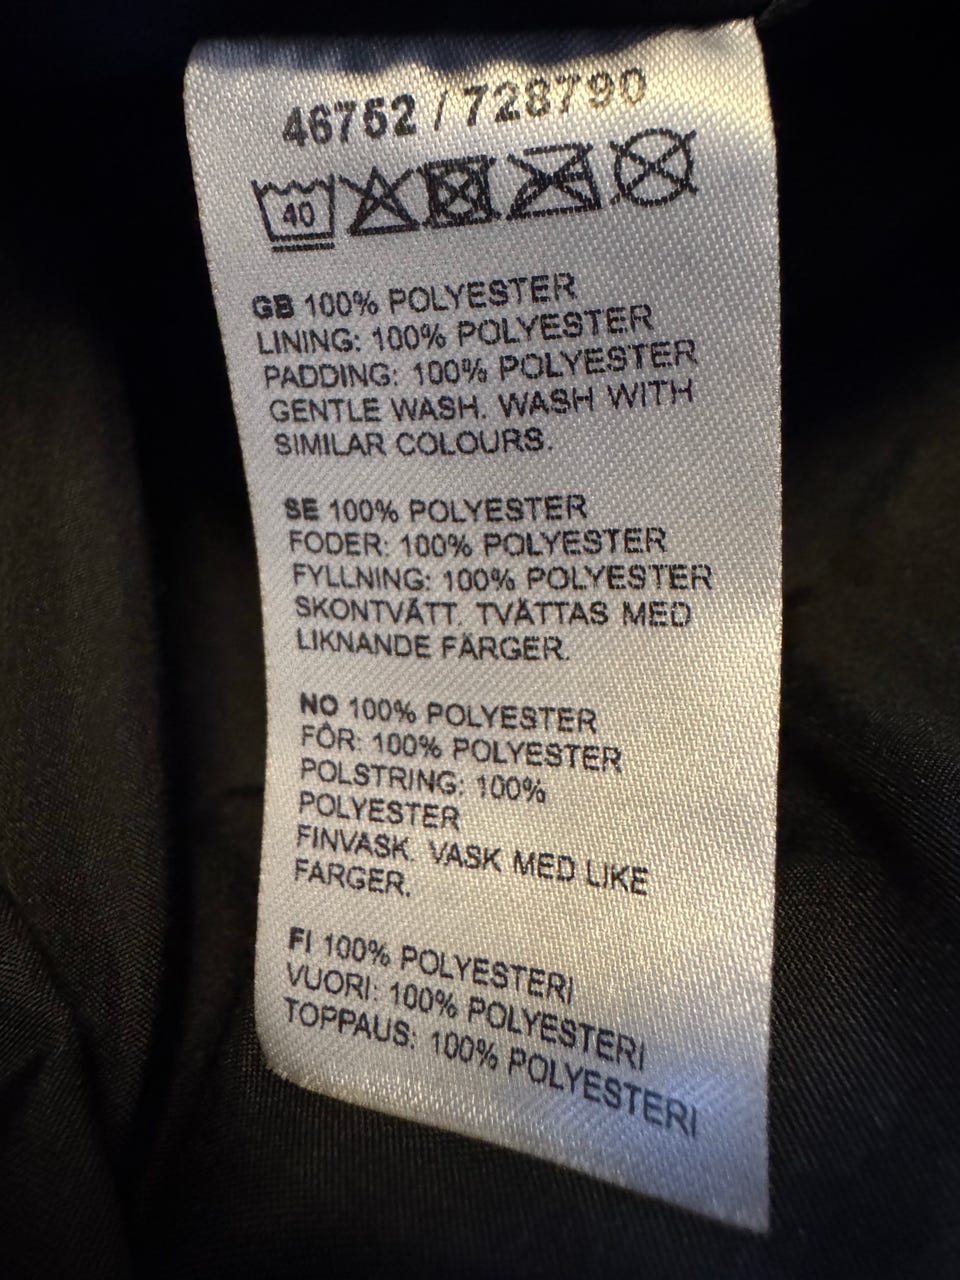 46752 / 728790
40
GB 100% POLYESTER
LINING: 100% POLYESTER
PADDING: 100% POLYESTER
GENTLE WASH. WASH WITH
SIMILAR COLOURS.
SE 100% POLYESTER
FODER: 100% POLYESTER
FYLLNING: 100% POLYESTER
SKONTVÄTT. TVÄTTAS MED
LIKNANDE FÄRGER.
NO 100% POLYESTER
FÔR: 100% POLYESTER
POLSTRING: 100%
POLYESTER
FINVASK. VASK MED LIKE
FARGER.
FI 100% POLYESTERI
VUORI: 100% POLYESTERI
TOPPAUS: 100% POLYESTERI